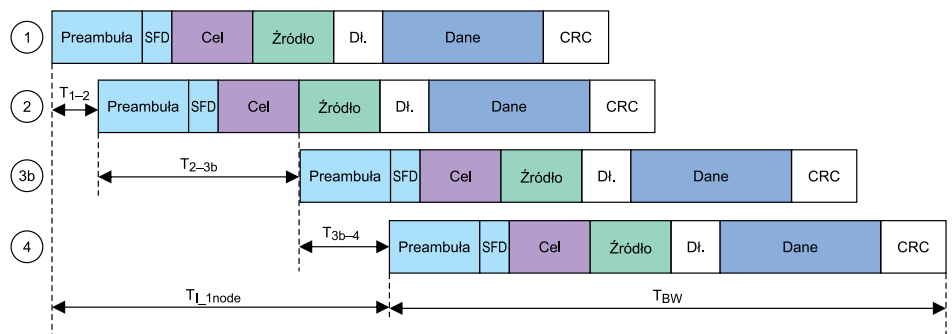 1 Preambuła SFD Cel Źródło Dł. Dane CRC
T1–2
2 Preambuła SFD Cel Źródło Dł. Dane CRC
T2–3b
3b Preambuła SFD Cel Źródło Dł. Dane CRC
T3b–4
4 Preambuła SFD Cel Źródło Dł. Dane CRC
TI_1node TBW